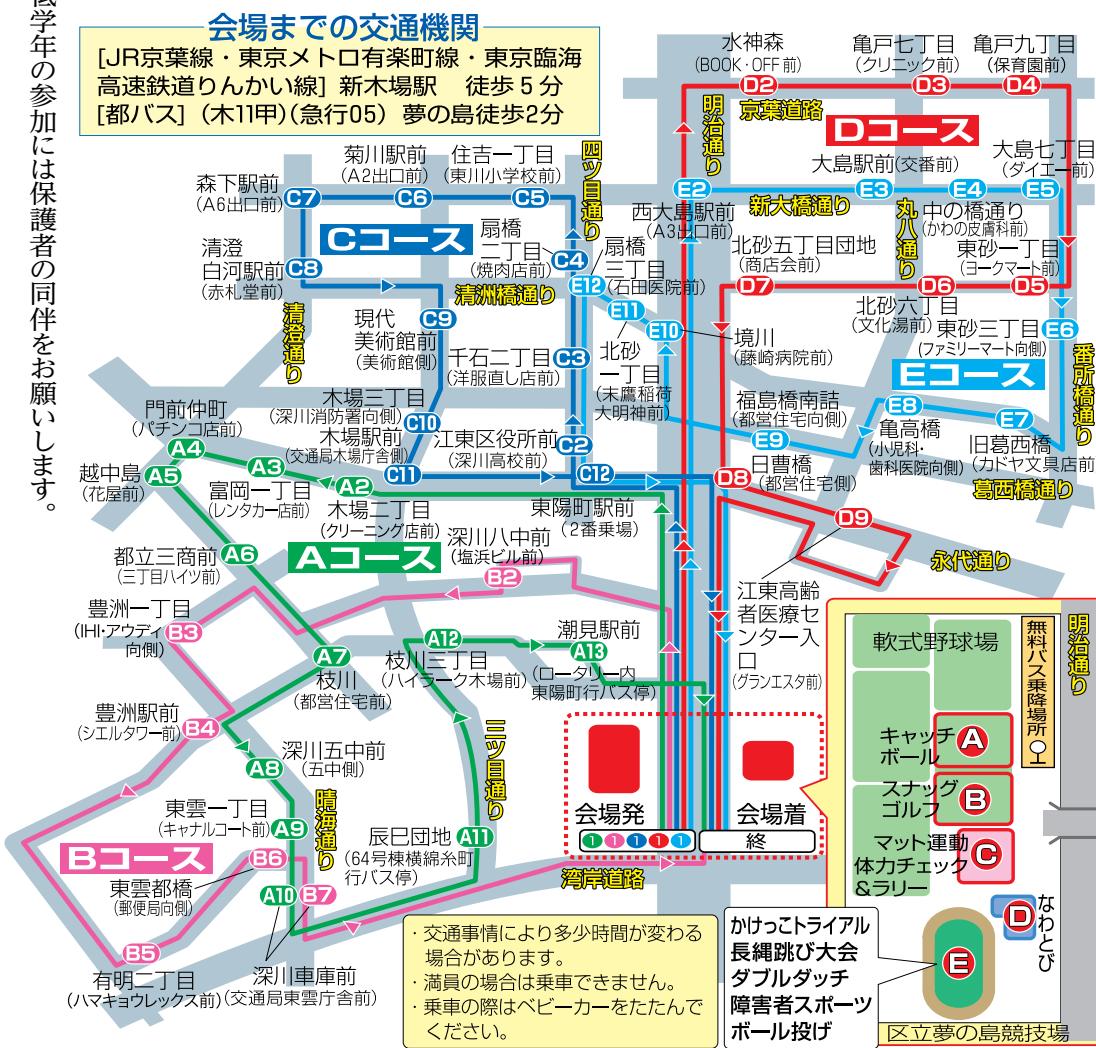 低学年の参加には保護者の同伴をお願いします。
会場までの交通機関
[JR京葉線・東京メトロ有楽町線・東京臨海
高速鉄道りんかい線] 新木場駅 徒歩5分
[都バス] (木11甲)(急行05) 夢の島徒歩2分
水神森
(BOOK・OFF前)
D2
亀戸七丁目
(クリニック前)
D3
亀戸九丁目
(保育園前)
D4
明治通り
京葉道路
Dコース
四ツ目通り
菊川駅前
(A2出口前)
C6
住吉一丁目
(東川小学校前)
C5
森下駅前
(A6出口前)
C7
大島駅前(交番前)
E3
大島七丁目
(ダイエー前)
E5
E2
E4
西大島駅前
(A3出口前)
新大橋通り
丸八通り
中の橋通り
(かわの皮膚科前)
Cコース
扇橋
二丁目
(焼肉店前)
C4
扇橋
三丁目
(石田医院前)
E12
北砂五丁目団地
(商店会前)
D7
東砂一丁目
(ヨークマート前)
D5
D6
清澄
白河駅前
(赤札堂前)
C8
清洲橋通り
清澄通り
現代
美術館前
(美術館側)
C9
E11
北砂
一丁目
(末鷹稲荷
大明神前)
E10
境川
(藤崎病院前)
北砂六丁目
(文化湯前)
東砂三丁目
(ファミリーマート向側)
E6
番所橋通り
Eコース
千石二丁目
(洋服直し店前)
C3
木場三丁目
(深川消防署向側)
C10
木場駅前
(交通局木場庁舎側)
C11
江東区役所前
(深川高校前)
C2
C12
福島橋南詰
(都営住宅向側)
E9
E8
亀高橋
(小児科・
歯科医院向側)
E7
旧葛西橋
(カドヤ文具店前)
葛西橋通り
門前仲町
(パチンコ店前)
A4
越中島
(花屋前)
A5
A3
富岡一丁目
(レンタカー店前)
A2
木場二丁目
(クリーニング店前)
東陽町駅前
(2番乗場)
D8
日曹橋
(都営住宅側)
D9
永代通り
都立三商前
(三丁目ハイツ前)
A6
Aコース
深川八中前
(塩浜ビル前)
B2
江東高齢
者医療セ
ンター入
口
(グランエスタ前)
豊洲一丁目
(IHI・アウディ
向側)
B3
A7
枝川
(都営住宅前)
A12
枝川三丁目
(ハイラーク木場前)
潮見駅前
A13
(ロータリー内
東陽町行バス停)
豊洲駅前
(シエルタワー前)
B4
深川五中前
(五中側)
A8
三ツ目通り
東雲一丁目
(キャナルコート前)
A9
晴海通り
辰巳団地
(64号棟横錦糸町
行バス停)
A11
Bコース
東雲都橋
(郵便局向側)
B6
A10
B7
深川車庫前
(交通局東雲庁舎前)
B5
有明二丁目
(ハマキョウレックス前)
湾岸道路
会場発
1 1 1 1 1
会場着
終
・交通事情により多少時間が変わる
場合があります。
・満員の場合は乗車できません。
・乗車の際はベビーカーをたたんで
ください。
軟式野球場
無料バス乗降場所
明治通り
キャッチ
ボール
A
スナッグ
ゴルフ
B
マット運動
体力チェック
&ラリー
C
D
なわとび
E
かけっこトライアル
長縄跳び大会
ダブルダッチ
障害者スポーツ
ボール投げ
区立夢の島競技場